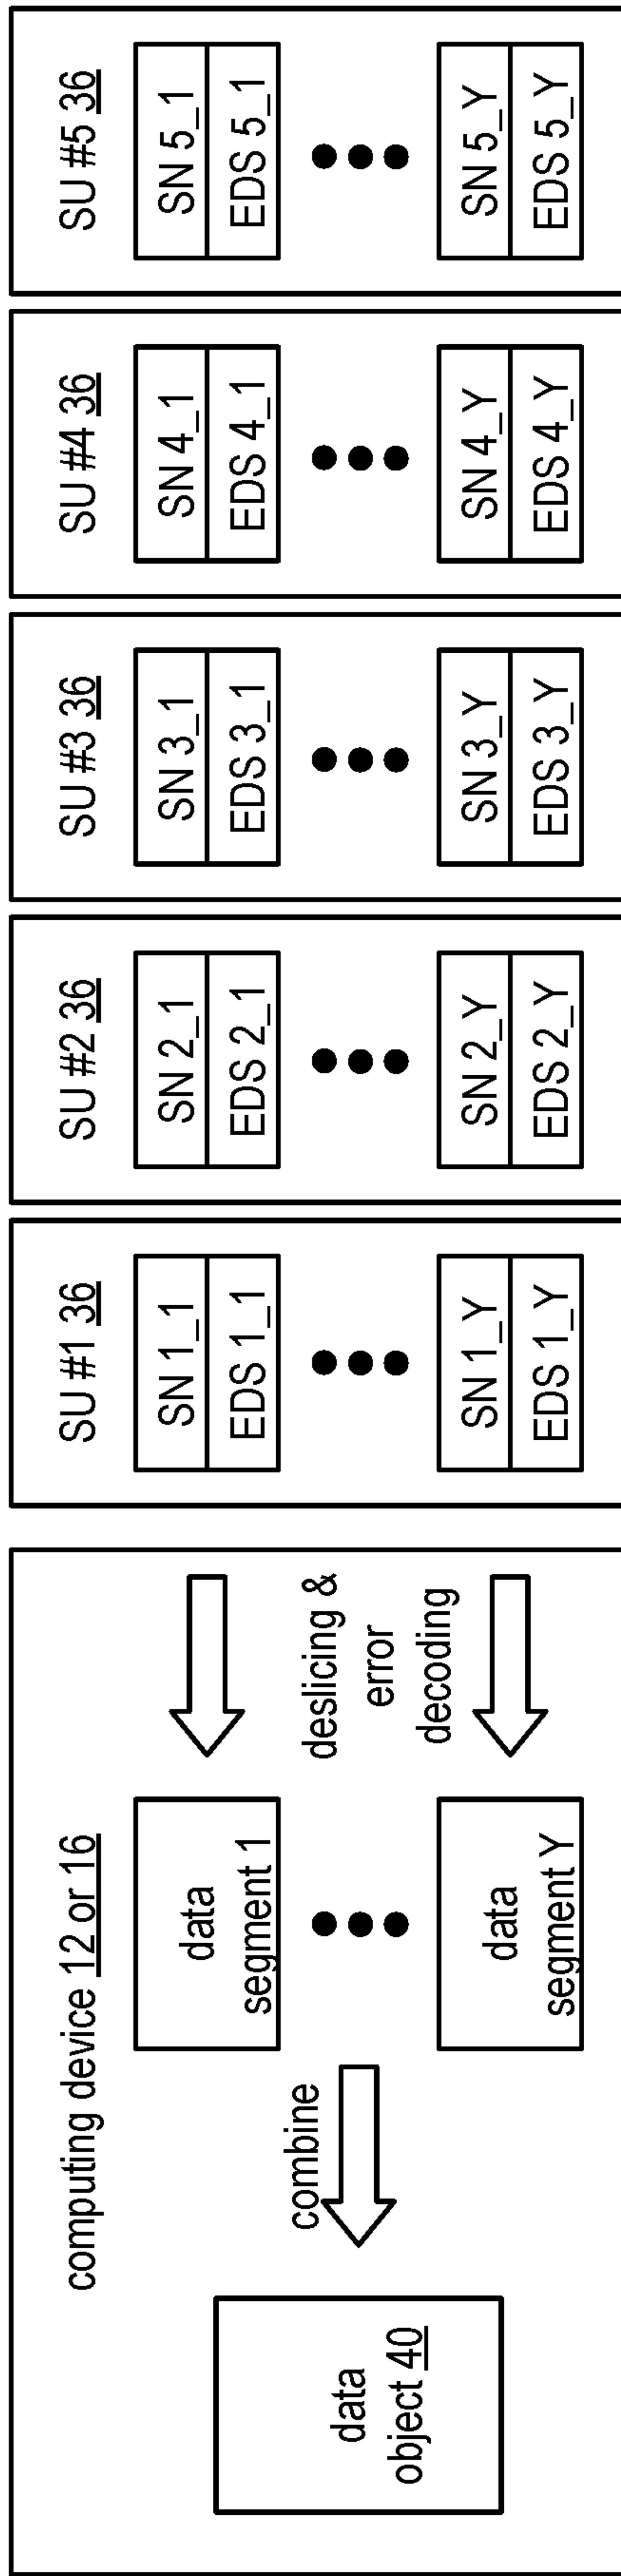 computing device 12 or 16
data
object 40
combine
data
segment 1
data
segment Y
deslicing &
error
decoding
SU #1 36
SN 1_1
EDS 1_1
SN 1_Y
EDS 1_Y
SU #2 36
SN 2_1
EDS 2_1
SN 2_Y
EDS 2_Y
SU #3 36
SN 3_1
EDS 3_1
SN 3_Y
EDS 3_Y
SU #4 36
SN 4_1
EDS 4_1
SN 4_Y
EDS 4_Y
SU #5 36
SN 5_1
EDS 5_1
SN 5_Y
EDS 5_Y